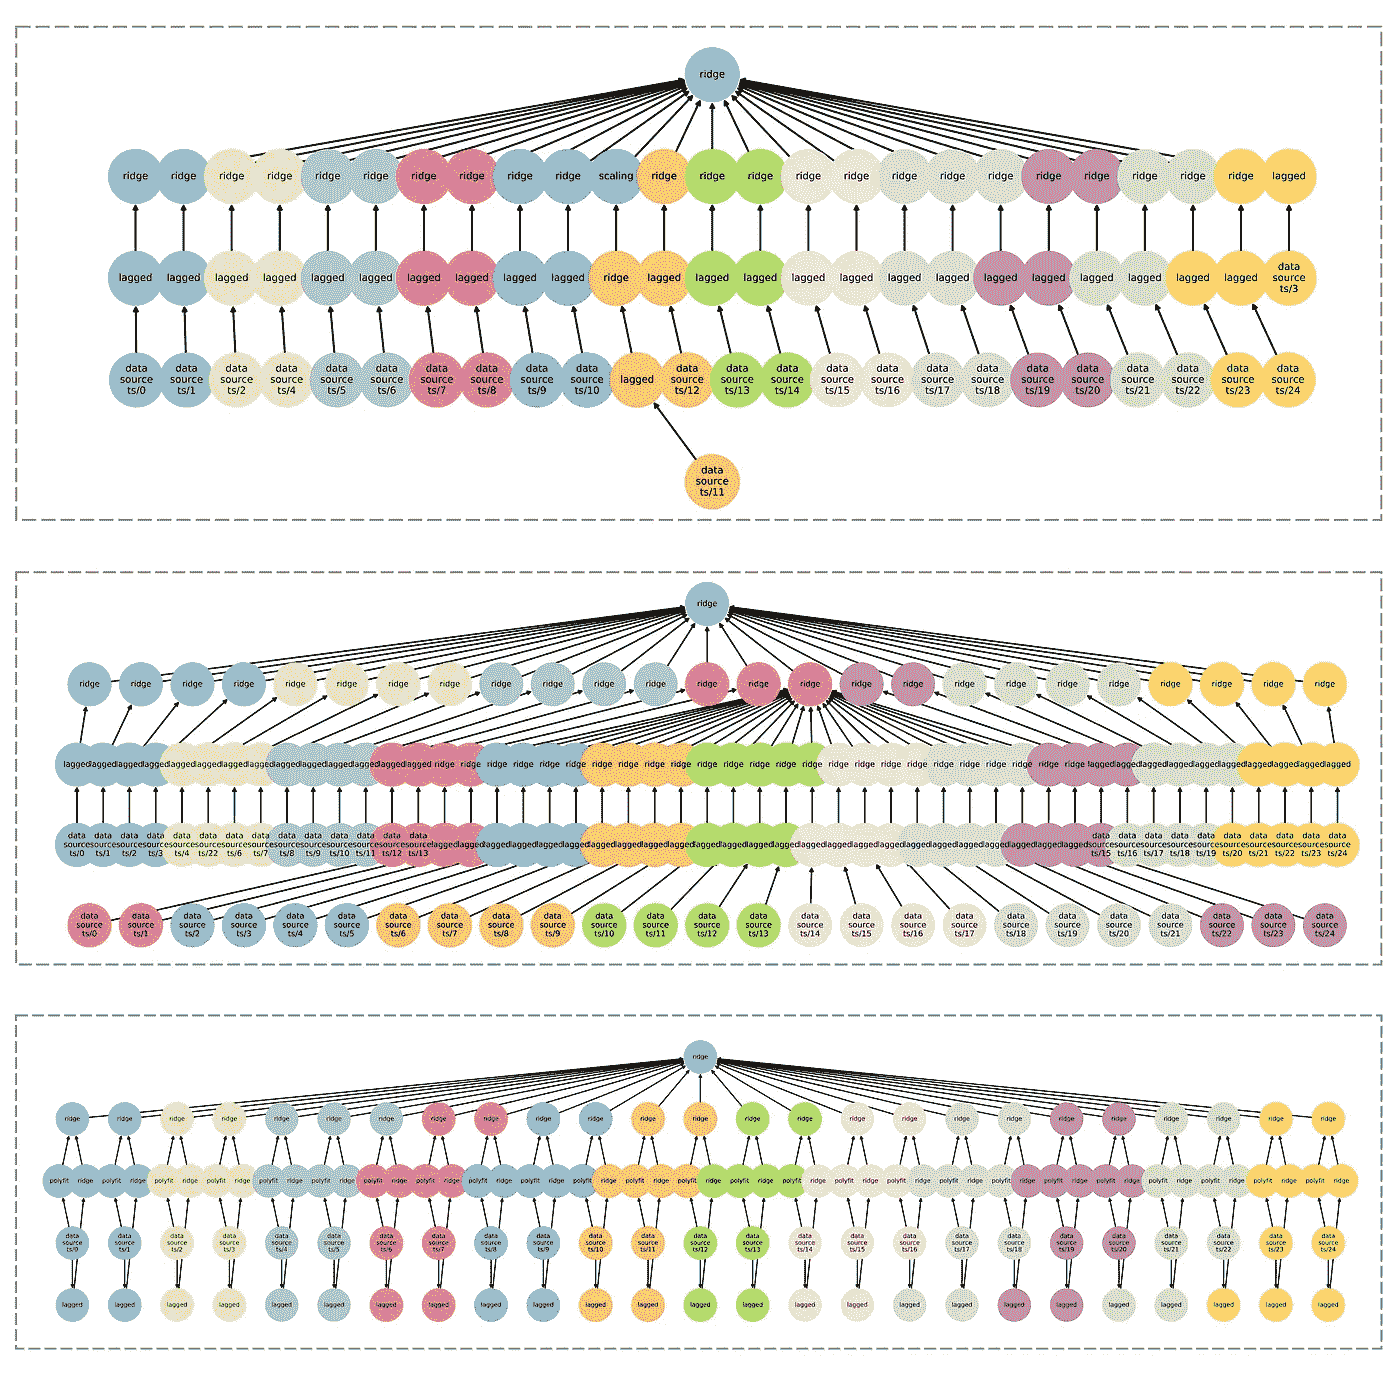 ridge
ridge ridge ridge ridge ridge ridge ridge ridge ridge ridge scaling ridge ridge ridge ridge ridge ridge ridge ridge ridge ridge ridge ridge ridge lagged
lagged lagged lagged lagged lagged lagged lagged lagged lagged lagged ridge lagged lagged lagged lagged lagged lagged lagged lagged lagged lagged lagged lagged lagged data
source
ts/3
data data data data data data data data data data data data data data data data data data data data data data data
source source source source source source source source source source lagged source source source source source source source source source source source source source
ts/0 ts/1 ts/2 ts/4 ts/5 ts/6 ts/7 ts/8 ts/9 ts/10 ts/12 ts/13 ts/14 ts/15 ts/16 ts/17 ts/18 ts/19 ts/20 ts/21 ts/22 ts/23 ts/24
data
source
ts/11
ridge
ridge ridge ridge ridge ridge ridge ridge ridge ridge ridge ridge ridge ridge ridge ridge ridge ridge ridge ridge ridge ridge ridge ridge ridge ridge
lagged lagged lagged lagged lagged lagged lagged lagged lagged lagged lagged lagged lagged lagged ridge ridge ridge ridge ridge ridge ridge ridge ridge ridge ridge ridge ridge ridge ridge ridge ridge ridge ridge ridge ridge ridge ridge ridge ridge lagged lagged lagged lagged lagged lagged lagged lagged lagged lagged
data data data data data data data data data data data data data data data data data data data data data data data data
source source source source source source source source source source source source source source lagged lagged lagged lagged lagged lagged lagged lagged lagged lagged lagged lagged lagged lagged lagged lagged lagged lagged lagged lagged lagged lagged lagged lagged lagged source source source source source source source source source source
ts/0 ts/1 ts/2 ts/3 ts/4 ts/22 ts/6 ts/7 ts/8 ts/9 ts/10 ts/11 ts/12 ts/13 ts/15 ts/16 ts/17 ts/18 ts/19 ts/20 ts/21 ts/22 ts/23 ts/24
data data data data data data data data data data data data data data data data data data data data data data data data data
source source source source source source source source source source source source source source source source source source source source source source source source source
ts/0 ts/1 ts/2 ts/3 ts/4 ts/5 ts/6 ts/7 ts/8 ts/9 ts/10 ts/11 ts/12 ts/13 ts/14 ts/15 ts/16 ts/17 ts/18 ts/19 ts/20 ts/21 ts/22 ts/23 ts/24
ridge
ridge ridge ridge ridge ridge ridge ridge ridge ridge ridge ridge ridge ridge ridge ridge ridge ridge ridge ridge ridge ridge ridge ridge ridge ridge
polyfit ridge polyfit ridge polyfit ridge polyfit ridge polyfit ridge polyfit ridge polyfit ridge polyfit ridge polyfit ridge polyfit ridge polyfit ridge polyfit ridge polyfit ridge polyfit ridge polyfit ridge polyfit ridge polyfit ridge polyfit ridge polyfit ridge polyfit ridge polyfit ridge polyfit ridge polyfit ridge polyfit ridge polyfit ridge
data data data data data data data data data data data data data data data data data data data data data data data data data
source source source source source source source source source source source source source source source source source source source source source source source source source
ts/0 ts/1 ts/2 ts/3 ts/4 ts/5 ts/6 ts/7 ts/8 ts/9 ts/10 ts/11 ts/12 ts/13 ts/14 ts/15 ts/16 ts/17 ts/18 ts/19 ts/20 ts/21 ts/22 ts/23 ts/24
lagged lagged lagged lagged lagged lagged lagged lagged lagged lagged lagged lagged lagged lagged lagged lagged lagged lagged lagged lagged lagged lagged lagged lagged lagged